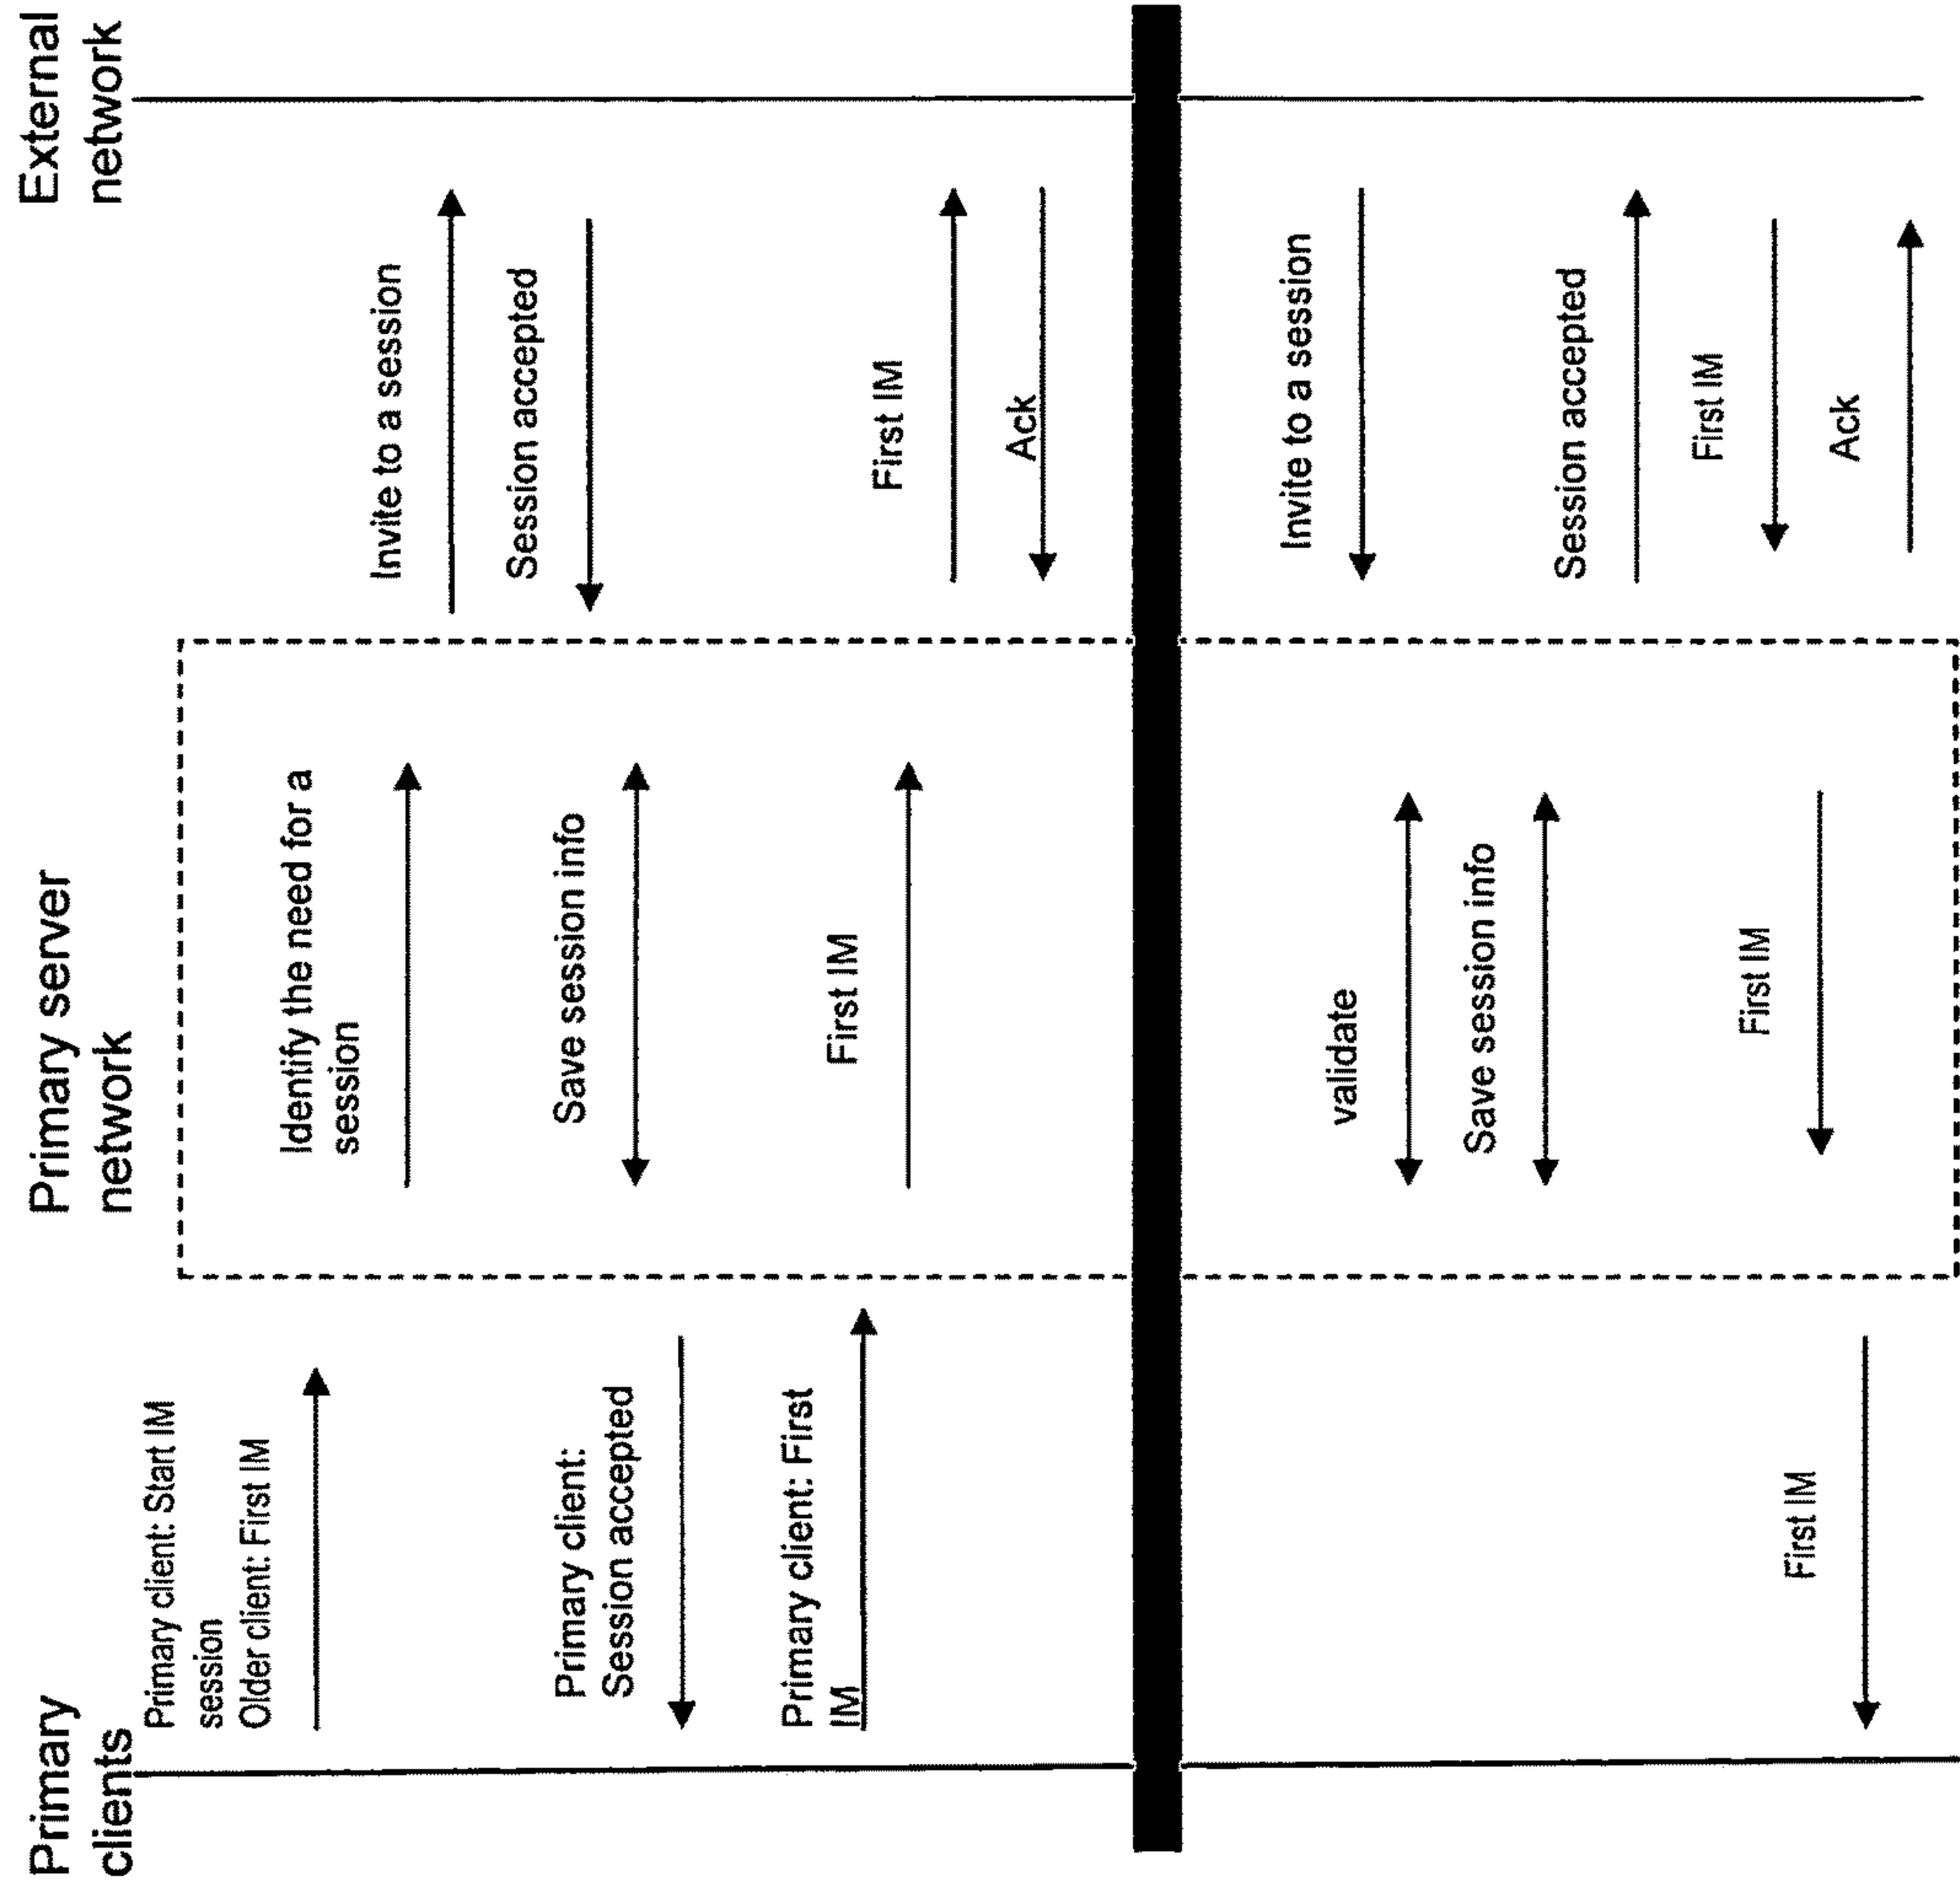 Primary
clients
Primary server
network
External
network
Primary client: Start IM
session
Older client: First IM
Identify the need for a
session
Invite to a session
Session accepted
Save session info
Primary client:
Session accepted
Primary client: First
IM
First IM
First IM
Ack
Invite to a session
validate
Save session info
Session accepted
First IM
First IM
First IM
Ack